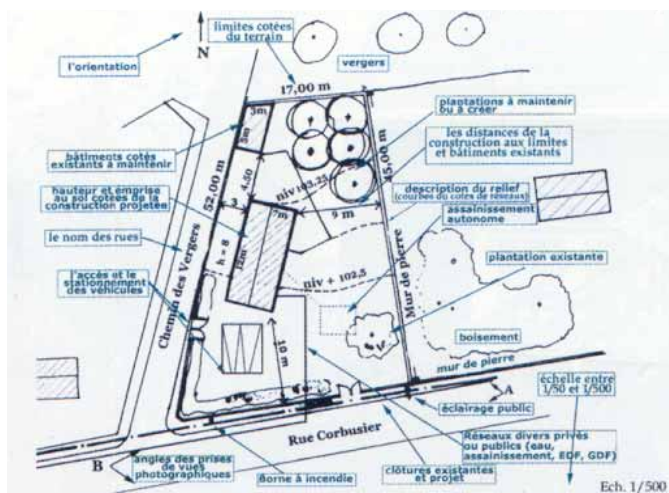 limites cotées
du terrain
N
l'orientation
vergers
17,00 m
3m
5m
plantations à maintenir
ou à créer
bâtiments cotés
existants à maintenir
les distances de la
construction aux limites
et bâtiments existants
52,00 m
4,50
45,00 m
niv 103,25
hauteur et emprise
au sol cotées de la
construction projetée
description du relief
(courbes du cotes de réseaux)
3
7m
9 m
assainissement
autonome
le nom des rues
h = 8
12m
plantation existante
l'accès et le
stationnement
des véhicules
niv + 102,5
Chemin des Vergers
Mur de pierre
10 m
boisement
mur de pierre
échelle entre
1/50 et 1/500
A
éclairage public
Rue Corbusier
Réseaux divers privés
ou publics (eau,
assainissement, EDF, GDF)
B
angles des prises
de vues
photographiques
Borne à incendie
clôtures existantes
et projet
Ech. 1/500